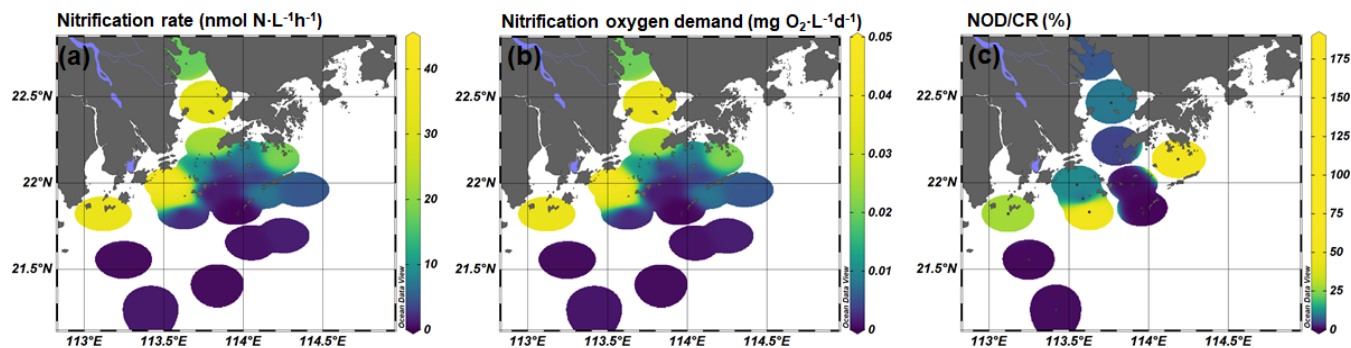 Nitrification rate (nmol N·L⁻¹h⁻¹)
(a)
22.5°N
22°N
21.5°N
113°E 113.5°E 114°E 114.5°E
40
30
20
10
0
Ocean Data View
Nitrification oxygen demand (mg O₂·L⁻¹d⁻¹)
(b)
22.5°N
22°N
21.5°N
113°E 113.5°E 114°E 114.5°E
0.05
0.04
0.03
0.02
0.01
0
Ocean Data View
NOD/CR (%)
(c)
22.5°N
22°N
21.5°N
113°E 113.5°E 114°E 114.5°E
175
150
125
100
75
50
25
0
Ocean Data View